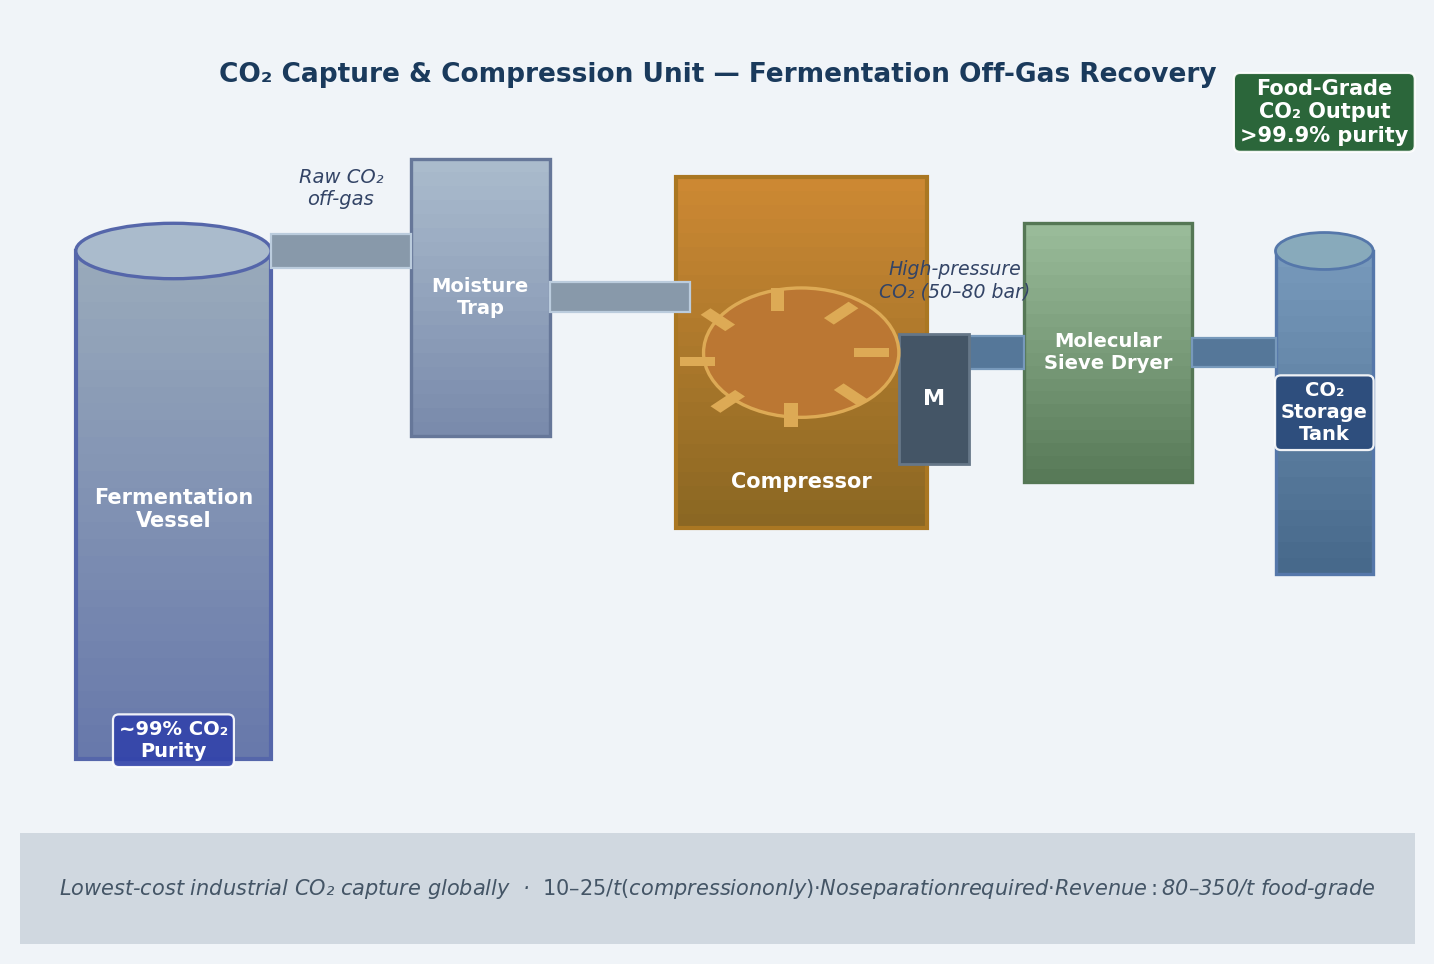 CO₂ Capture & Compression Unit — Fermentation Off-Gas Recovery
Food-Grade
CO₂ Output
>99.9% purity
Raw CO₂
off-gas
Moisture
Trap
High-pressure
CO₂ (50–80 bar)
Molecular
Sieve Dryer
CO₂
Storage
Tank
M
Compressor
Fermentation
Vessel
~99% CO₂
Purity
Lowest-cost industrial CO₂ capture globally · 10–25/t(compressiononly)·Noseparationrequired·Revenue:80–350/t food-grade